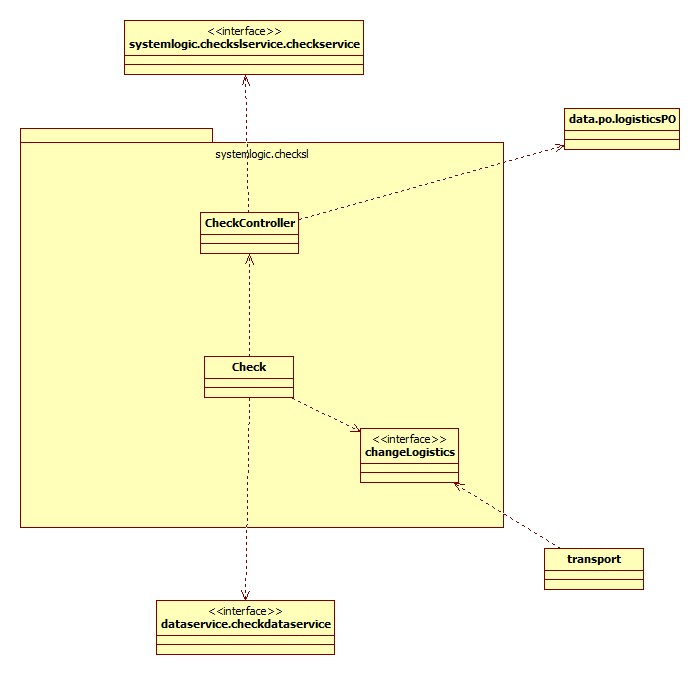 <<interface>>
systemlogic.checkslservice.checkservice
data.po.logisticsPO
systemlogic.checksl
CheckController
Check
<<interface>>
changeLogistics
transport
<<interface>>
dataservice.checkdataservice